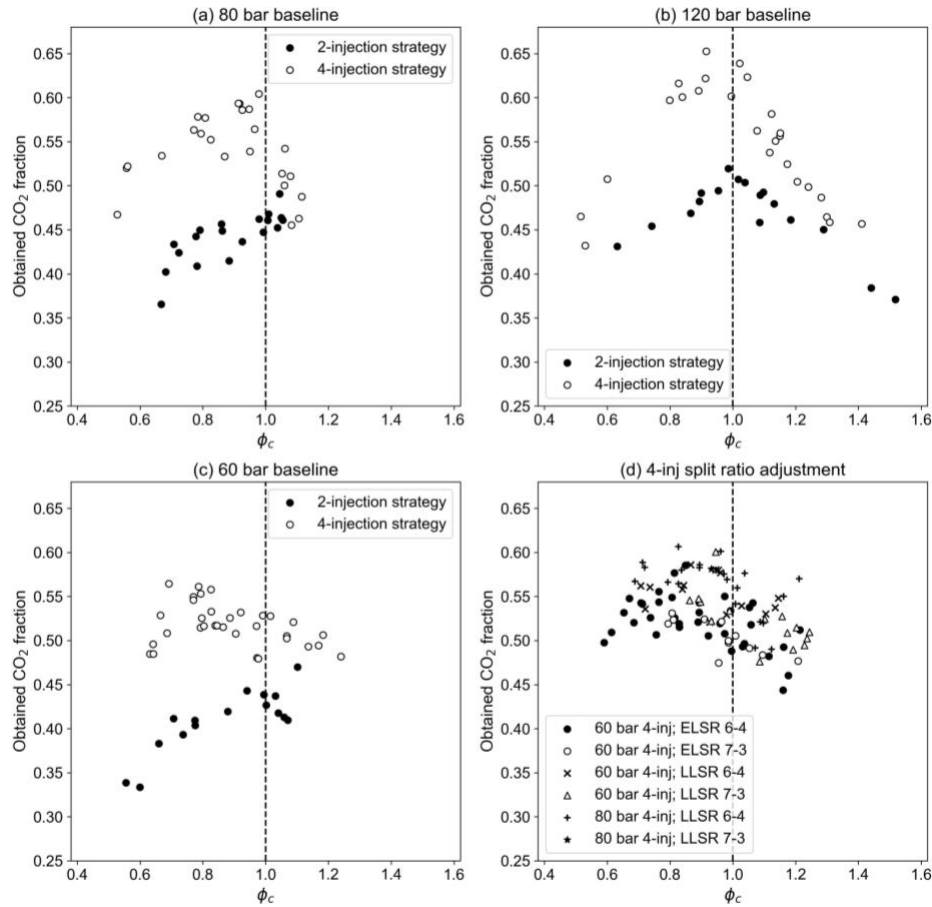 (a) 80 bar baseline
2-injection strategy
4-injection strategy
Obtained CO₂ fraction
0.65
0.60
0.55
0.50
0.45
0.40
0.35
0.30
0.25
0.4 0.6 0.8 1.0 1.2 1.4 1.6
ϕc
(b) 120 bar baseline
2-injection strategy
4-injection strategy
Obtained CO₂ fraction
0.65
0.60
0.55
0.50
0.45
0.40
0.35
0.30
0.25
0.4 0.6 0.8 1.0 1.2 1.4 1.6
ϕc
(c) 60 bar baseline
2-injection strategy
4-injection strategy
Obtained CO₂ fraction
0.65
0.60
0.55
0.50
0.45
0.40
0.35
0.30
0.25
0.4 0.6 0.8 1.0 1.2 1.4 1.6
ϕc
(d) 4-inj split ratio adjustment
60 bar 4-inj; ELSR 6-4
60 bar 4-inj; ELSR 7-3
60 bar 4-inj; LLSR 6-4
60 bar 4-inj; LLSR 7-3
80 bar 4-inj; LLSR 6-4
80 bar 4-inj; LLSR 7-3
Obtained CO₂ fraction
0.65
0.60
0.55
0.50
0.45
0.40
0.35
0.30
0.25
0.4 0.6 0.8 1.0 1.2 1.4 1.6
ϕc